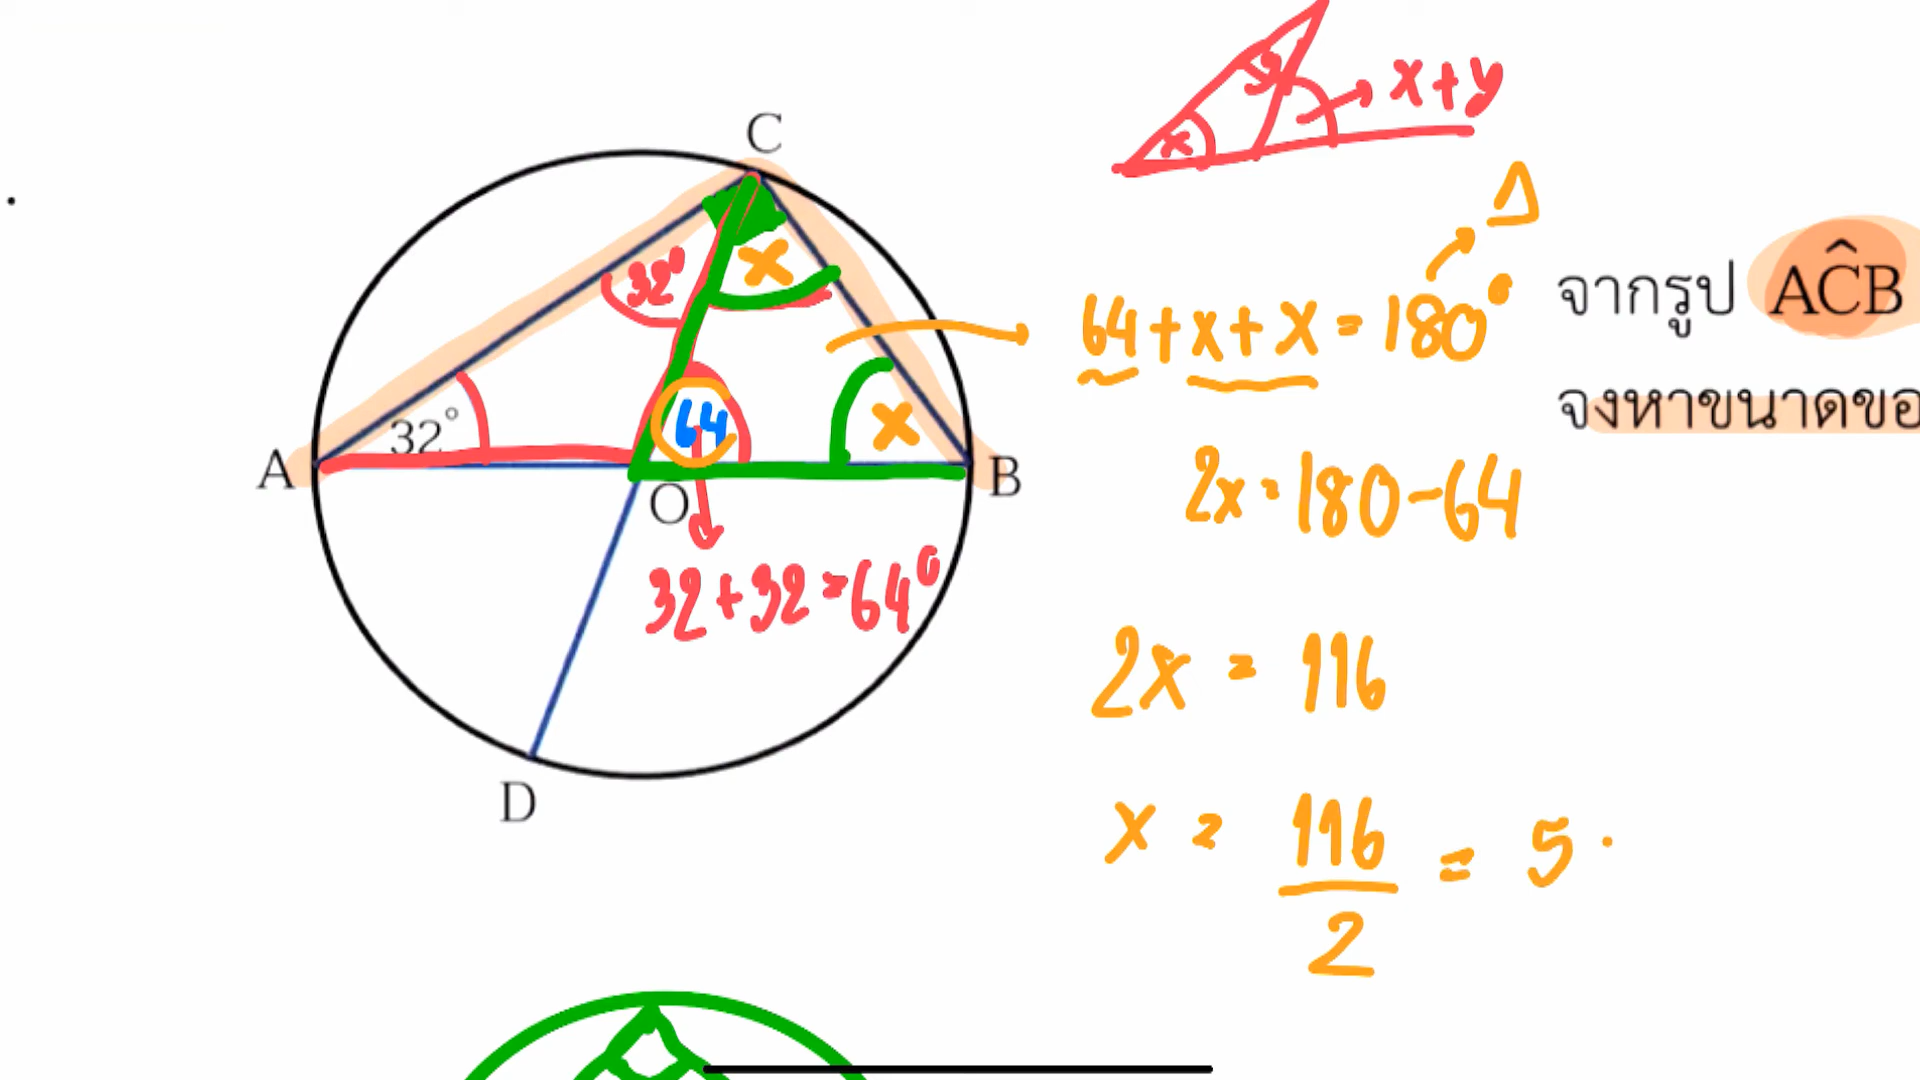 x+y
y
x
Δ
C
32°
x
64+x+x=180°
จากรูป AĈB
จงหาขนาดขอ
32°
64
x
A
O
B
2x=180-64
32+32=64°
2x = 116
D
x = 116/2 = 5